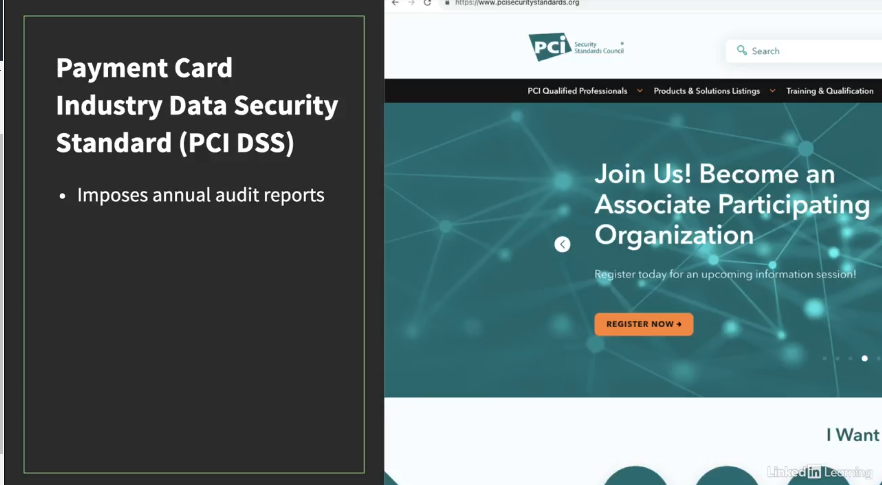 Payment Card
Industry Data Security
Standard (PCI DSS)
• Imposes annual audit reports
https://www.pcisecuritystandards.org
PCI Security
Standards Council
Search
PCI Qualified Professionals
Products & Solutions Listings
Training & Qualification
Join Us! Become an
Associate Participating
Organization
Register today for an upcoming information session!
REGISTER NOW →
I Want
Linked in Learning